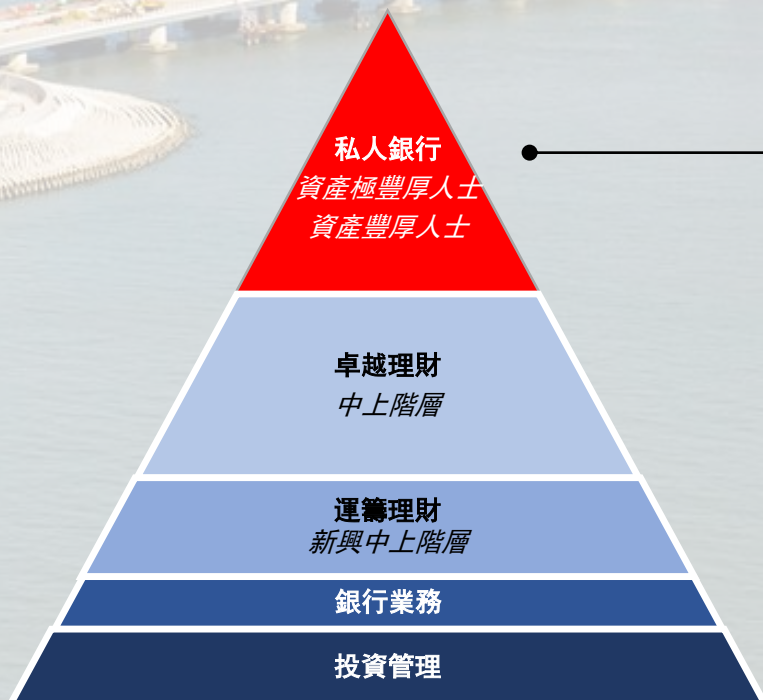 私人銀行
資產極豐厚人士
資產豐厚人士
卓越理財
中上階層
運籌理財
新興中上階層
銀行業務
投資管理